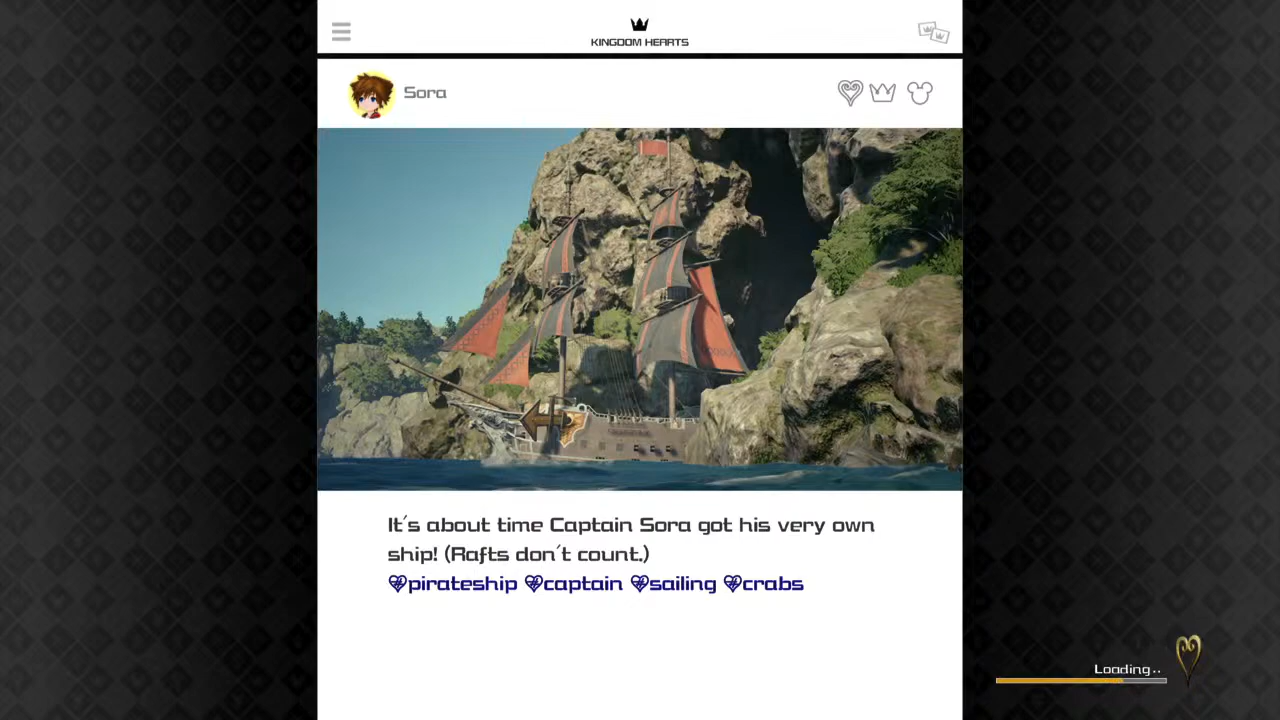 KINGDOM HEARTS
Sora
It's about time Captain Sora got his very own
ship! (Rafts don't count.)
pirateship captain sailing crabs
Loading..